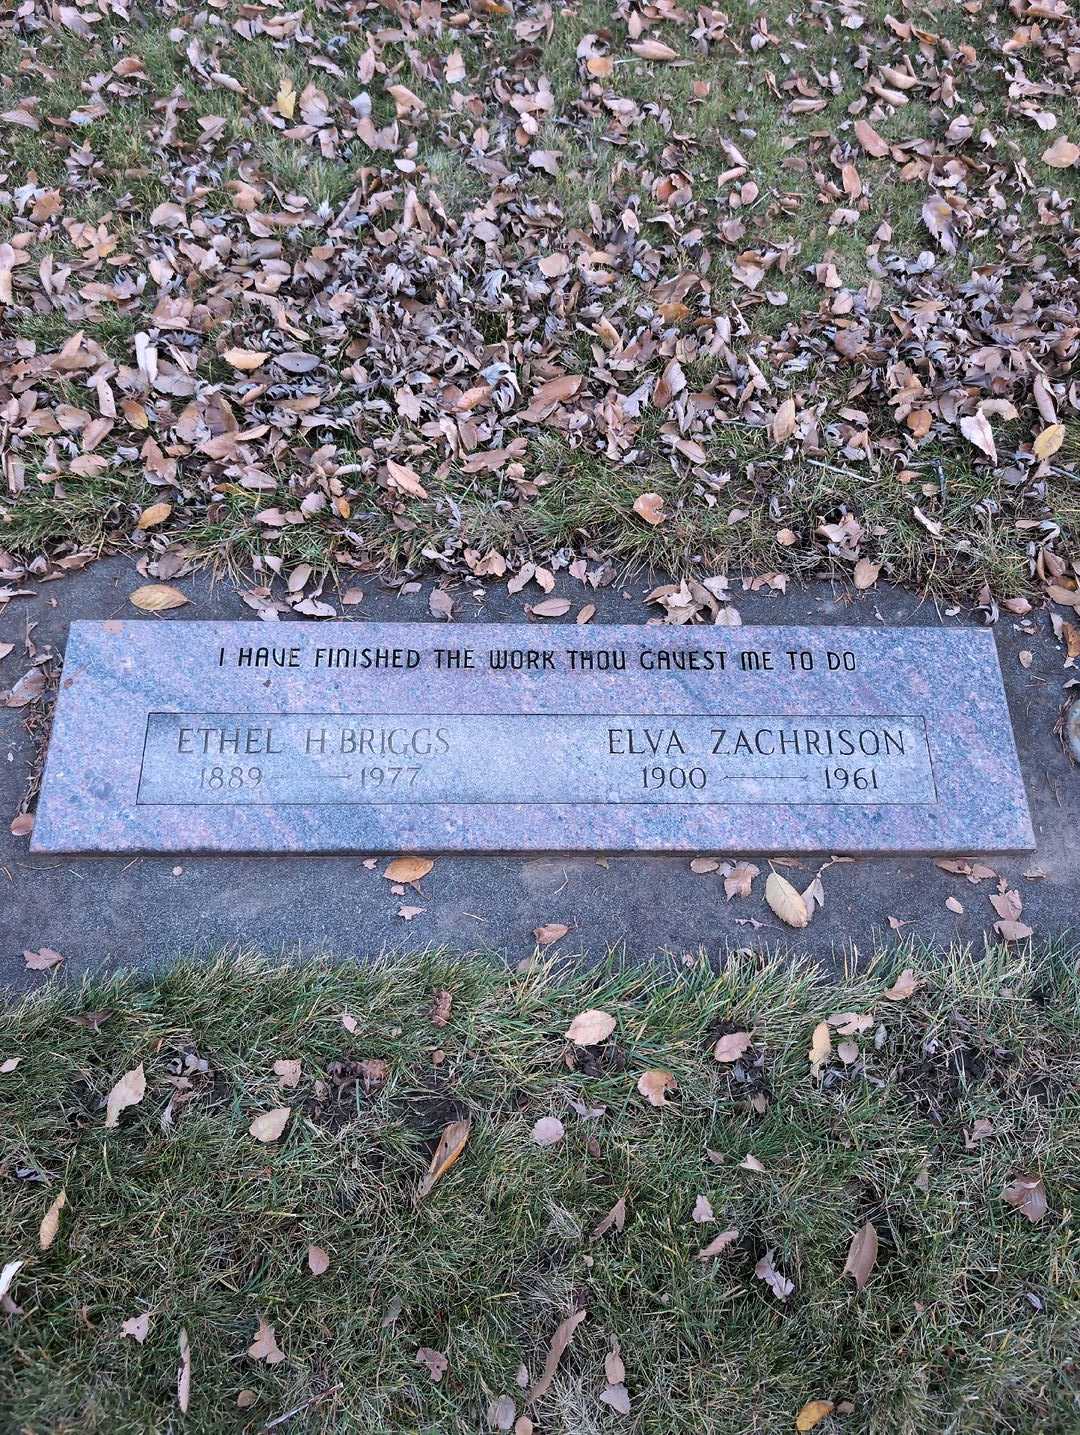 I HAVE FINISHED THE WORK THOU GAVEST ME TO DO
ETHEL H. BRIGGS
1889 — 1977
ELVA ZACHRISON
1900 — 1961